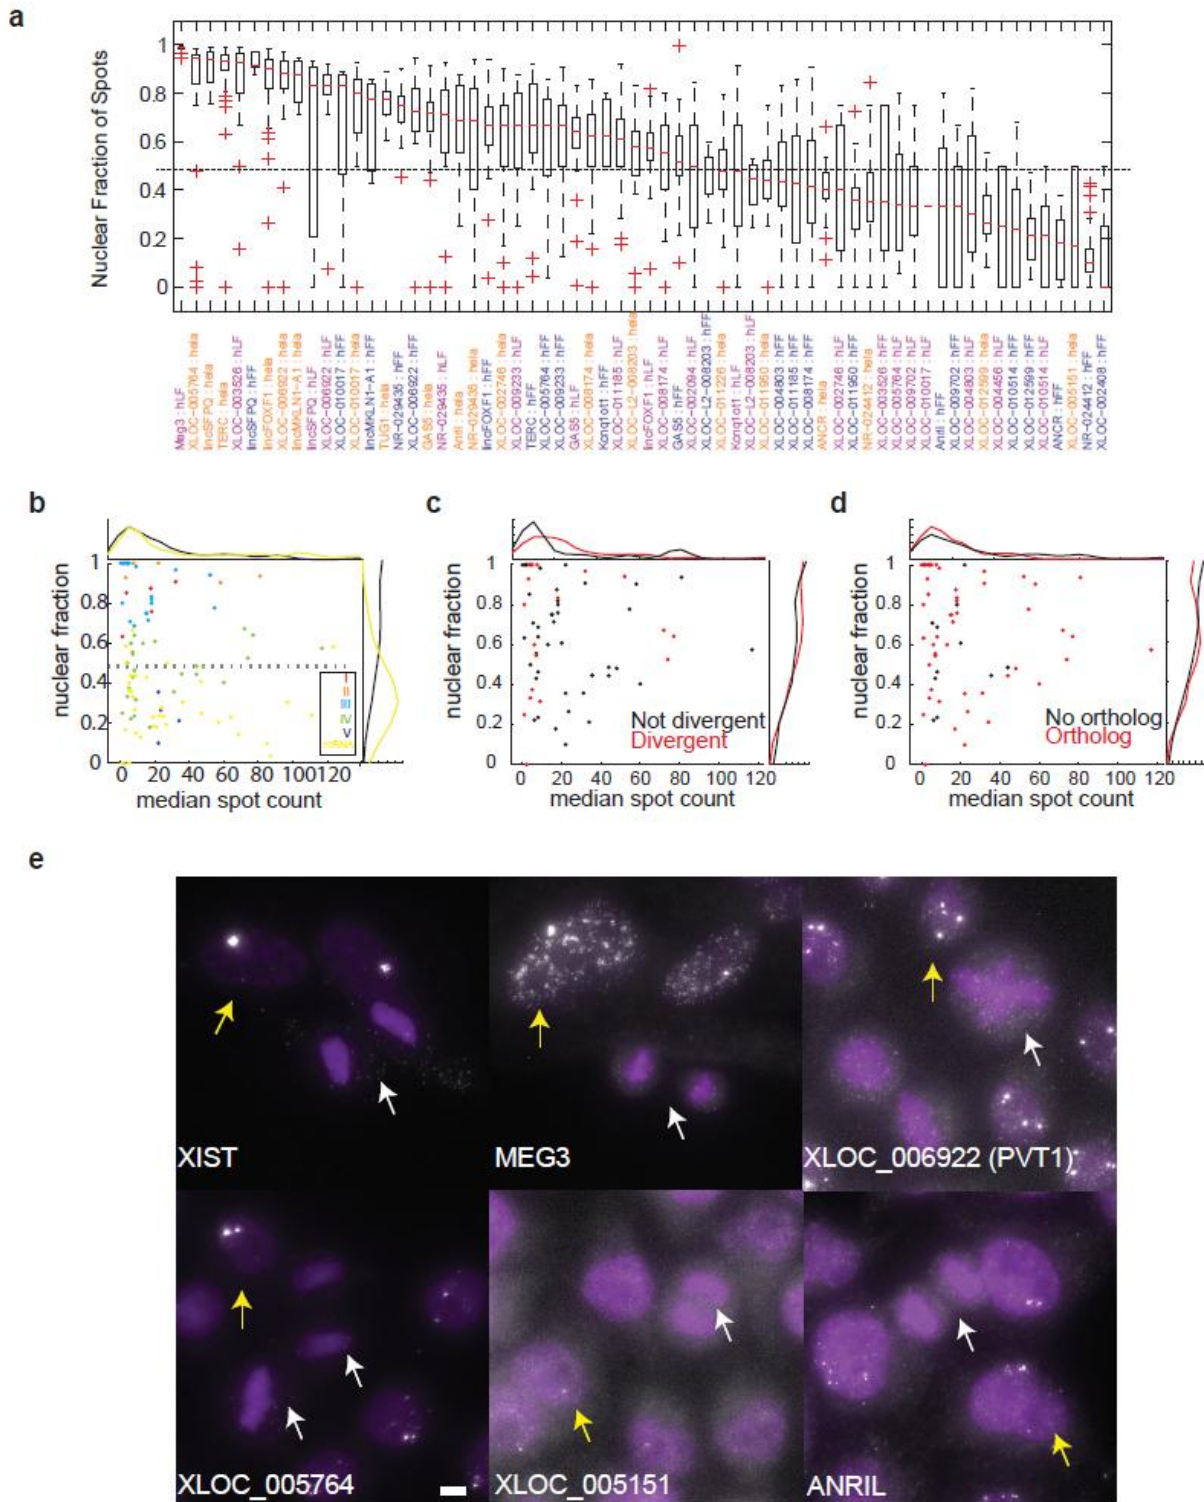 a
Nuclear Fraction of Spots
1
0.8
0.6
0.4
0.2
0
Meg3 : hLF
XLOC-005764 : hela
lincSFPQ : hela
TERC : hela
XLOC-003526 : hLF
lincSFPQ : hFF
lincFOXF1 : hela
XLOC-006922 : hela
lincMKLN1-A1 : hela
lincSFPQ : hLF
XLOC-006922 : hLF
XLOC-010017 : hFF
XLOC-010017 : hela
lincMKLN1-A1 : hFF
TUG1 : hela
NR-029435 : hFF
XLOC-006922 : hFF
GAS5 : hela
NR-029435 : hLF
Anril : hela
NR-029435 : hela
lincFOXF1 : hFF
XLOC-002746 : hela
XLOC-009233 : hLF
TERC : hFF
XLOC-005764 : hFF
XLOC-009233 : hFF
GAS5 : hLF
XLOC-008174 : hela
Kcnq1ot1 : hFF
XLOC-011185 : hLF
XLOC-L2-008203 : hela
lincFOXF1 : hLF
XLOC-008174 : hLF
GAS5 : hFF
XLOC-002094 : hLF
XLOC-L2-008203 : hFF
XLOC-011226 : hela
Kcnq1ot1 : hLF
XLOC-L2-008203 : hLF
XLOC-011950 : hela
XLOC-004803 : hFF
XLOC-011185 : hFF
XLOC-008174 : hFF
ANCR : hela
XLOC-002746 : hLF
XLOC-011950 : hFF
NR-024412 : hela
XLOC-003526 : hFF
XLOC-005764 : hLF
XLOC-009702 : hLF
XLOC-010017 : hLF
Anril : hFF
XLOC-009702 : hFF
XLOC-004803 : hLF
XLOC-012599 : hela
XLOC-004456 : hLF
XLOC-010514 : hFF
XLOC-012599 : hFF
XLOC-010514 : hLF
ANCR : hFF
XLOC-005151 : hela
NR-024412 : hFF
XLOC-002408 : hFF
b
nuclear fraction
1
0.8
0.6
0.4
0.2
0
I
II
III
IV
V
mRNA
0 20 40 60 80 100 120
median spot count
c
nuclear fraction
1
0.8
0.6
0.4
0.2
0
Not divergent
Divergent
0 20 40 60 80 100 120
median spot count
d
nuclear fraction
1
0.8
0.6
0.4
0.2
0
No ortholog
Ortholog
0 20 40 60 80 100 120
median spot count
e
XIST
MEG3
XLOC_006922 (PVT1)
XLOC_005764
XLOC_005151
ANRIL